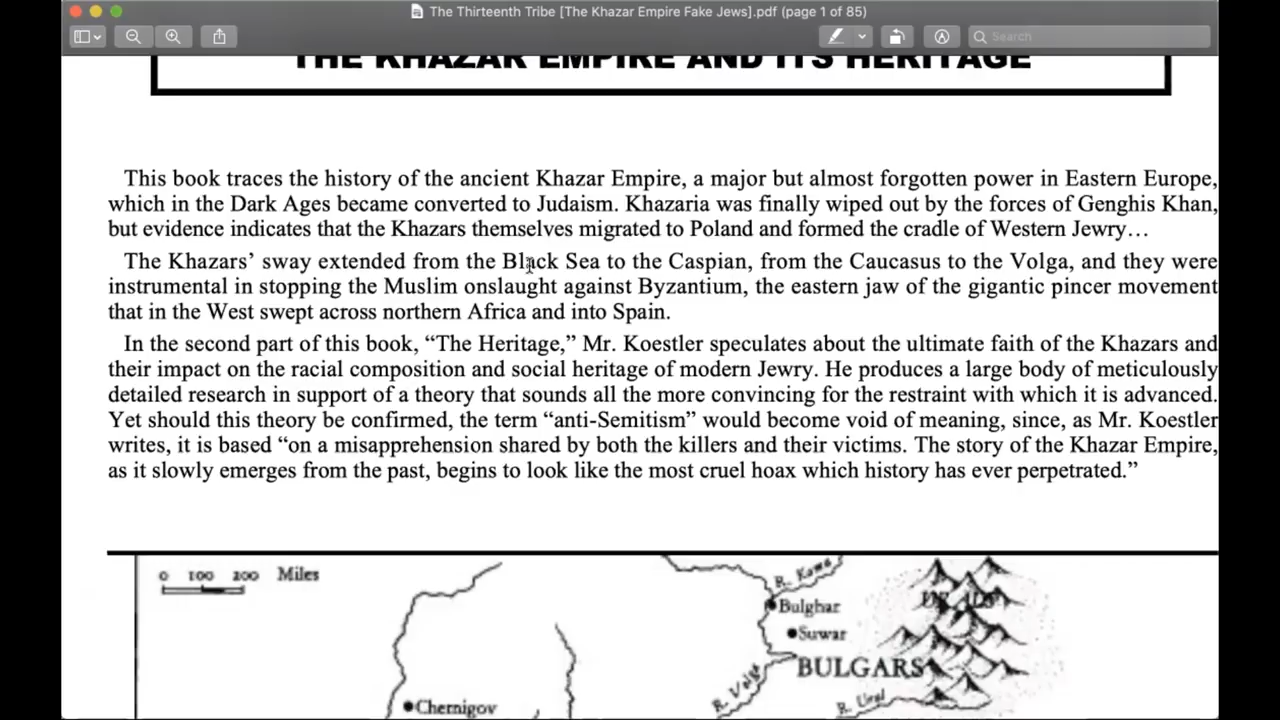 The Thirteenth Tribe [The Khazar Empire Fake Jews].pdf (page 1 of 85)
Search
THE KHAZAR EMPIRE AND ITS HERITAGE
This book traces the history of the ancient Khazar Empire, a major but almost forgotten power in Eastern Europe,
which in the Dark Ages became converted to Judaism. Khazaria was finally wiped out by the forces of Genghis Khan,
but evidence indicates that the Khazars themselves migrated to Poland and formed the cradle of Western Jewry…
The Khazars’ sway extended from the Black Sea to the Caspian, from the Caucasus to the Volga, and they were
instrumental in stopping the Muslim onslaught against Byzantium, the eastern jaw of the gigantic pincer movement
that in the West swept across northern Africa and into Spain.
In the second part of this book, “The Heritage,” Mr. Koestler speculates about the ultimate faith of the Khazars and
their impact on the racial composition and social heritage of modern Jewry. He produces a large body of meticulously
detailed research in support of a theory that sounds all the more convincing for the restraint with which it is advanced.
Yet should this theory be confirmed, the term “anti-Semitism” would become void of meaning, since, as Mr. Koestler
writes, it is based “on a misapprehension shared by both the killers and their victims. The story of the Khazar Empire,
as it slowly emerges from the past, begins to look like the most cruel hoax which history has ever perpetrated.”
0 100 200 Miles
R. Kama
Bulghar
Suwar
BULGARS
R. Volga
R. Ural
Chernigov